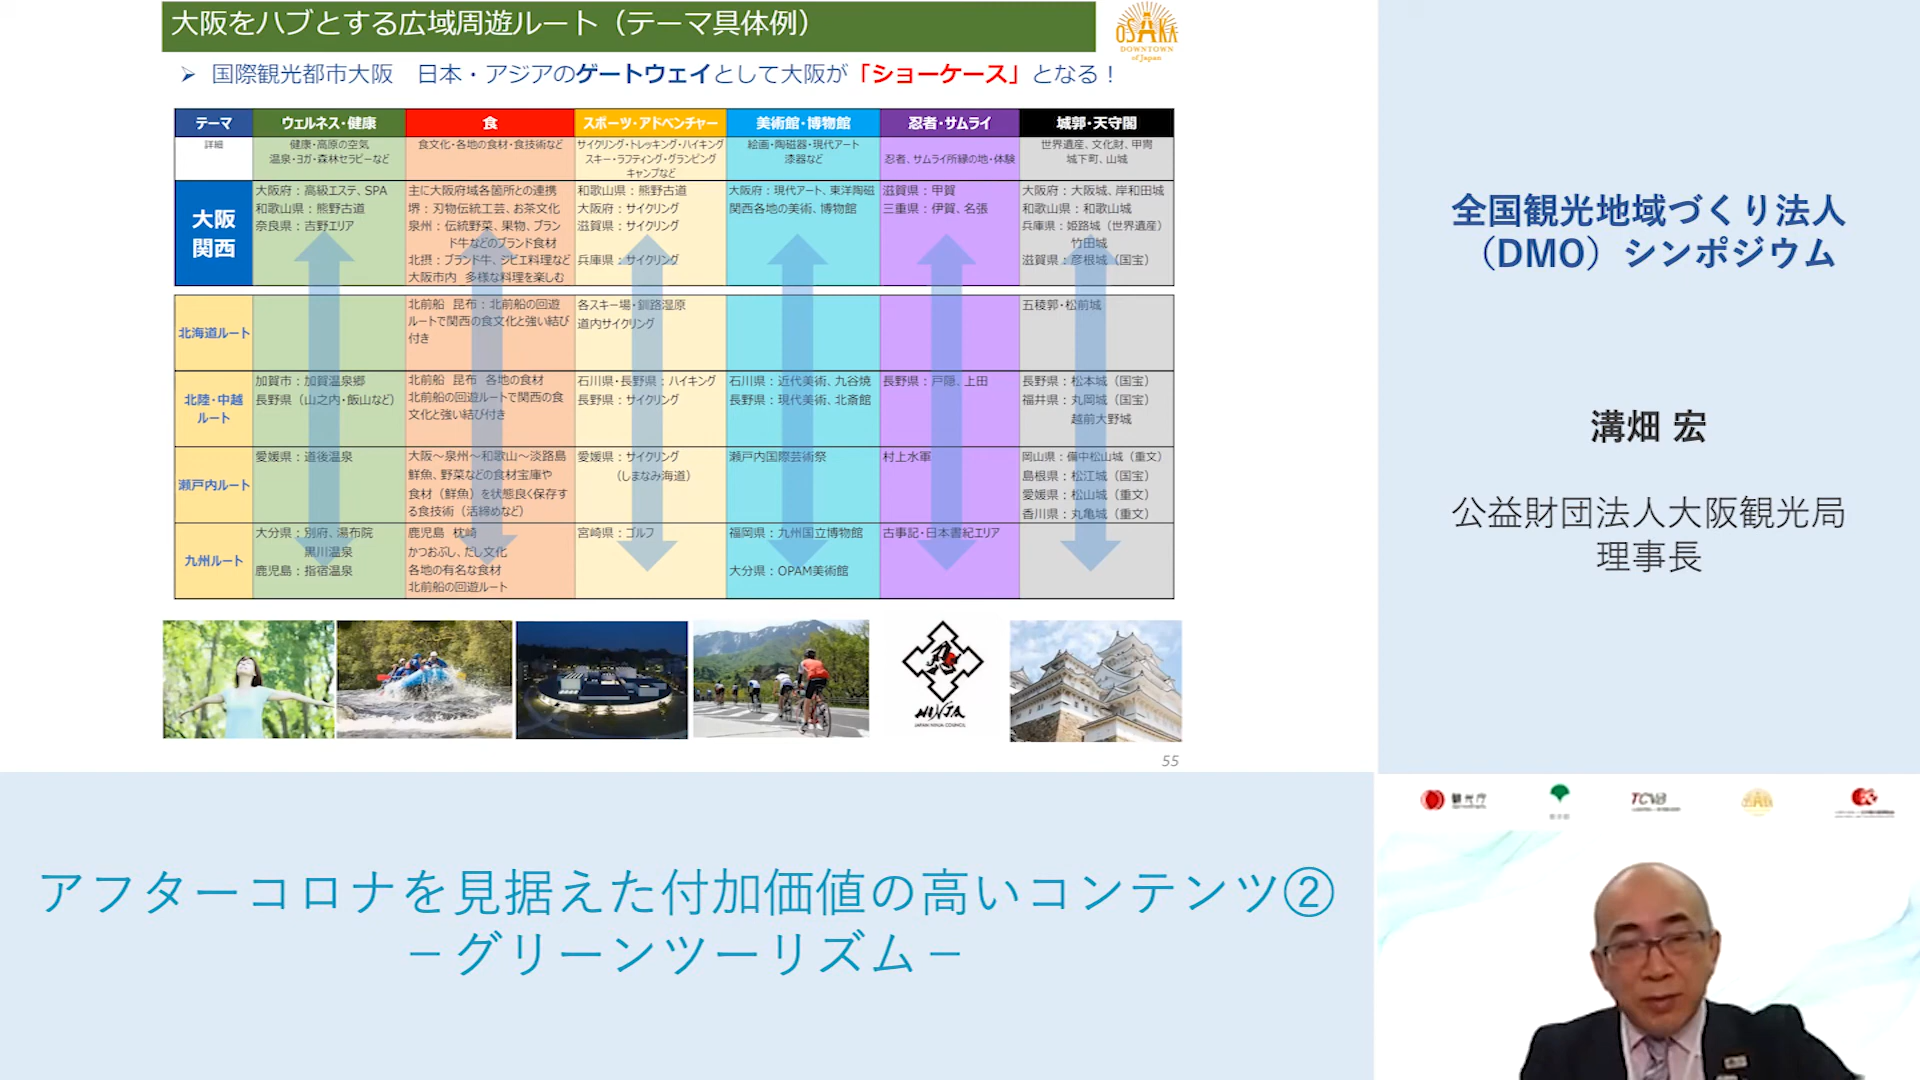 大阪をハブとする広域周遊ルート（テーマ具体例）
OSAKA
DOWNTOWN
of Japan
➢ 国際観光都市大阪　日本・アジアのゲートウェイとして大阪が「ショーケース」となる！
テーマ
ウェルネス・健康
食
スポーツ・アドベンチャー
美術館・博物館
忍者・サムライ
城郭・天守閣
詳細
健康・高原の空気
温泉・ヨガ・森林セラピーなど
食文化・各地の食材・食技術など
サイクリング・トレッキング・ハイキング
スキー・ラフティング・グランピング
キャンプなど
絵画・陶磁器・現代アート
漆器など
忍者、サムライ所縁の地・体験
世界遺産、文化財、甲冑
城下町、山城
大阪
関西
大阪府：高級エステ、SPA
和歌山県：熊野古道
奈良県：吉野エリア
主に大阪府域各箇所との連携
堺：刃物伝統工芸、お茶文化
泉州：伝統野菜、果物、ブラン
ド牛などのブランド食材
北摂：ブランド牛、ジビエ料理など
大阪市内　多様な料理を楽しむ
和歌山県：熊野古道
大阪府：サイクリング
滋賀県：サイクリング
兵庫県：サイクリング
大阪府：現代アート、東洋陶磁
関西各地の美術、博物館
滋賀県：甲賀
三重県：伊賀、名張
大阪府：大阪城、岸和田城
和歌山県：和歌山城
兵庫県：姫路城（世界遺産）
竹田城
滋賀県：彦根城（国宝）
北海道ルート
北前船　昆布：北前船の回遊
ルートで関西の食文化と強い結び
付き
各スキー場・釧路湿原
道内サイクリング
五稜郭・松前城
北陸・中越
ルート
加賀市：加賀温泉郷
長野県（山之内・飯山など）
北前船　昆布　各地の食材
北前船の回遊ルートで関西の食
文化と強い結び付き
石川県・長野県：ハイキング
長野県：サイクリング
石川県：近代美術、九谷焼
長野県：現代美術、北斎館
長野県：戸隠、上田
長野県：松本城（国宝）
福井県：丸岡城（国宝）
越前大野城
瀬戸内ルート
愛媛県：道後温泉
大阪～泉州～和歌山～淡路島
鮮魚、野菜などの食材宝庫や
食材（鮮魚）を状態良く保存す
る食技術（活締めなど）
愛媛県：サイクリング
（しまなみ海道）
瀬戸内国際芸術祭
村上水軍
岡山県：備中松山城（重文）
島根県：松江城（国宝）
愛媛県：松山城（重文）
香川県：丸亀城（重文）
九州ルート
大分県：別府、湯布院
黒川温泉
鹿児島：指宿温泉
鹿児島　枕崎
かつおぶし、だし文化
各地の有名な食材
北前船の回遊ルート
宮崎県：ゴルフ
福岡県：九州国立博物館
大分県：OPAM美術館
古事記・日本書紀エリア
忍
NINJA
JAPAN NINJA COUNCIL
55
全国観光地域づくり法人
（DMO）シンポジウム
溝畑 宏
公益財団法人大阪観光局
理事長
観光庁
TCVB
アフターコロナを見据えた付加価値の高いコンテンツ②
－グリーンツーリズム－